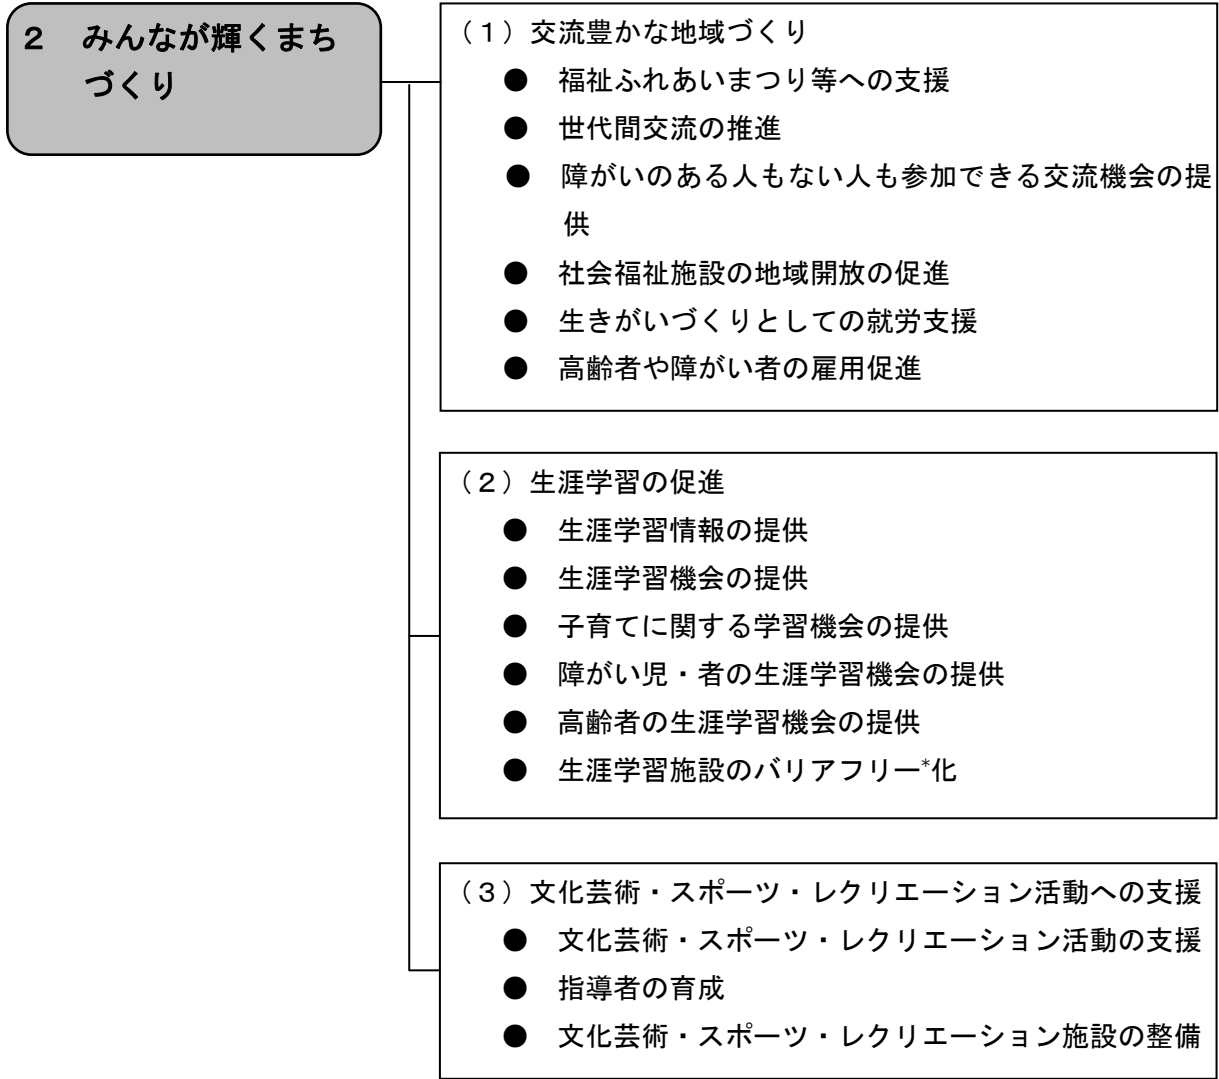 ２　みんなが輝くまち
づくり
（１）交流豊かな地域づくり
●　福祉ふれあいまつり等への支援
●　世代間交流の推進
●　障がいのある人もない人も参加できる交流機会の提
供
●　社会福祉施設の地域開放の促進
●　生きがいづくりとしての就労支援
●　高齢者や障がい者の雇用促進
（２）生涯学習の促進
●　生涯学習情報の提供
●　生涯学習機会の提供
●　子育てに関する学習機会の提供
●　障がい児・者の生涯学習機会の提供
●　高齢者の生涯学習機会の提供
●　生涯学習施設のバリアフリー*化
（３）文化芸術・スポーツ・レクリエーション活動への支援
●　文化芸術・スポーツ・レクリエーション活動の支援
●　指導者の育成
●　文化芸術・スポーツ・レクリエーション施設の整備